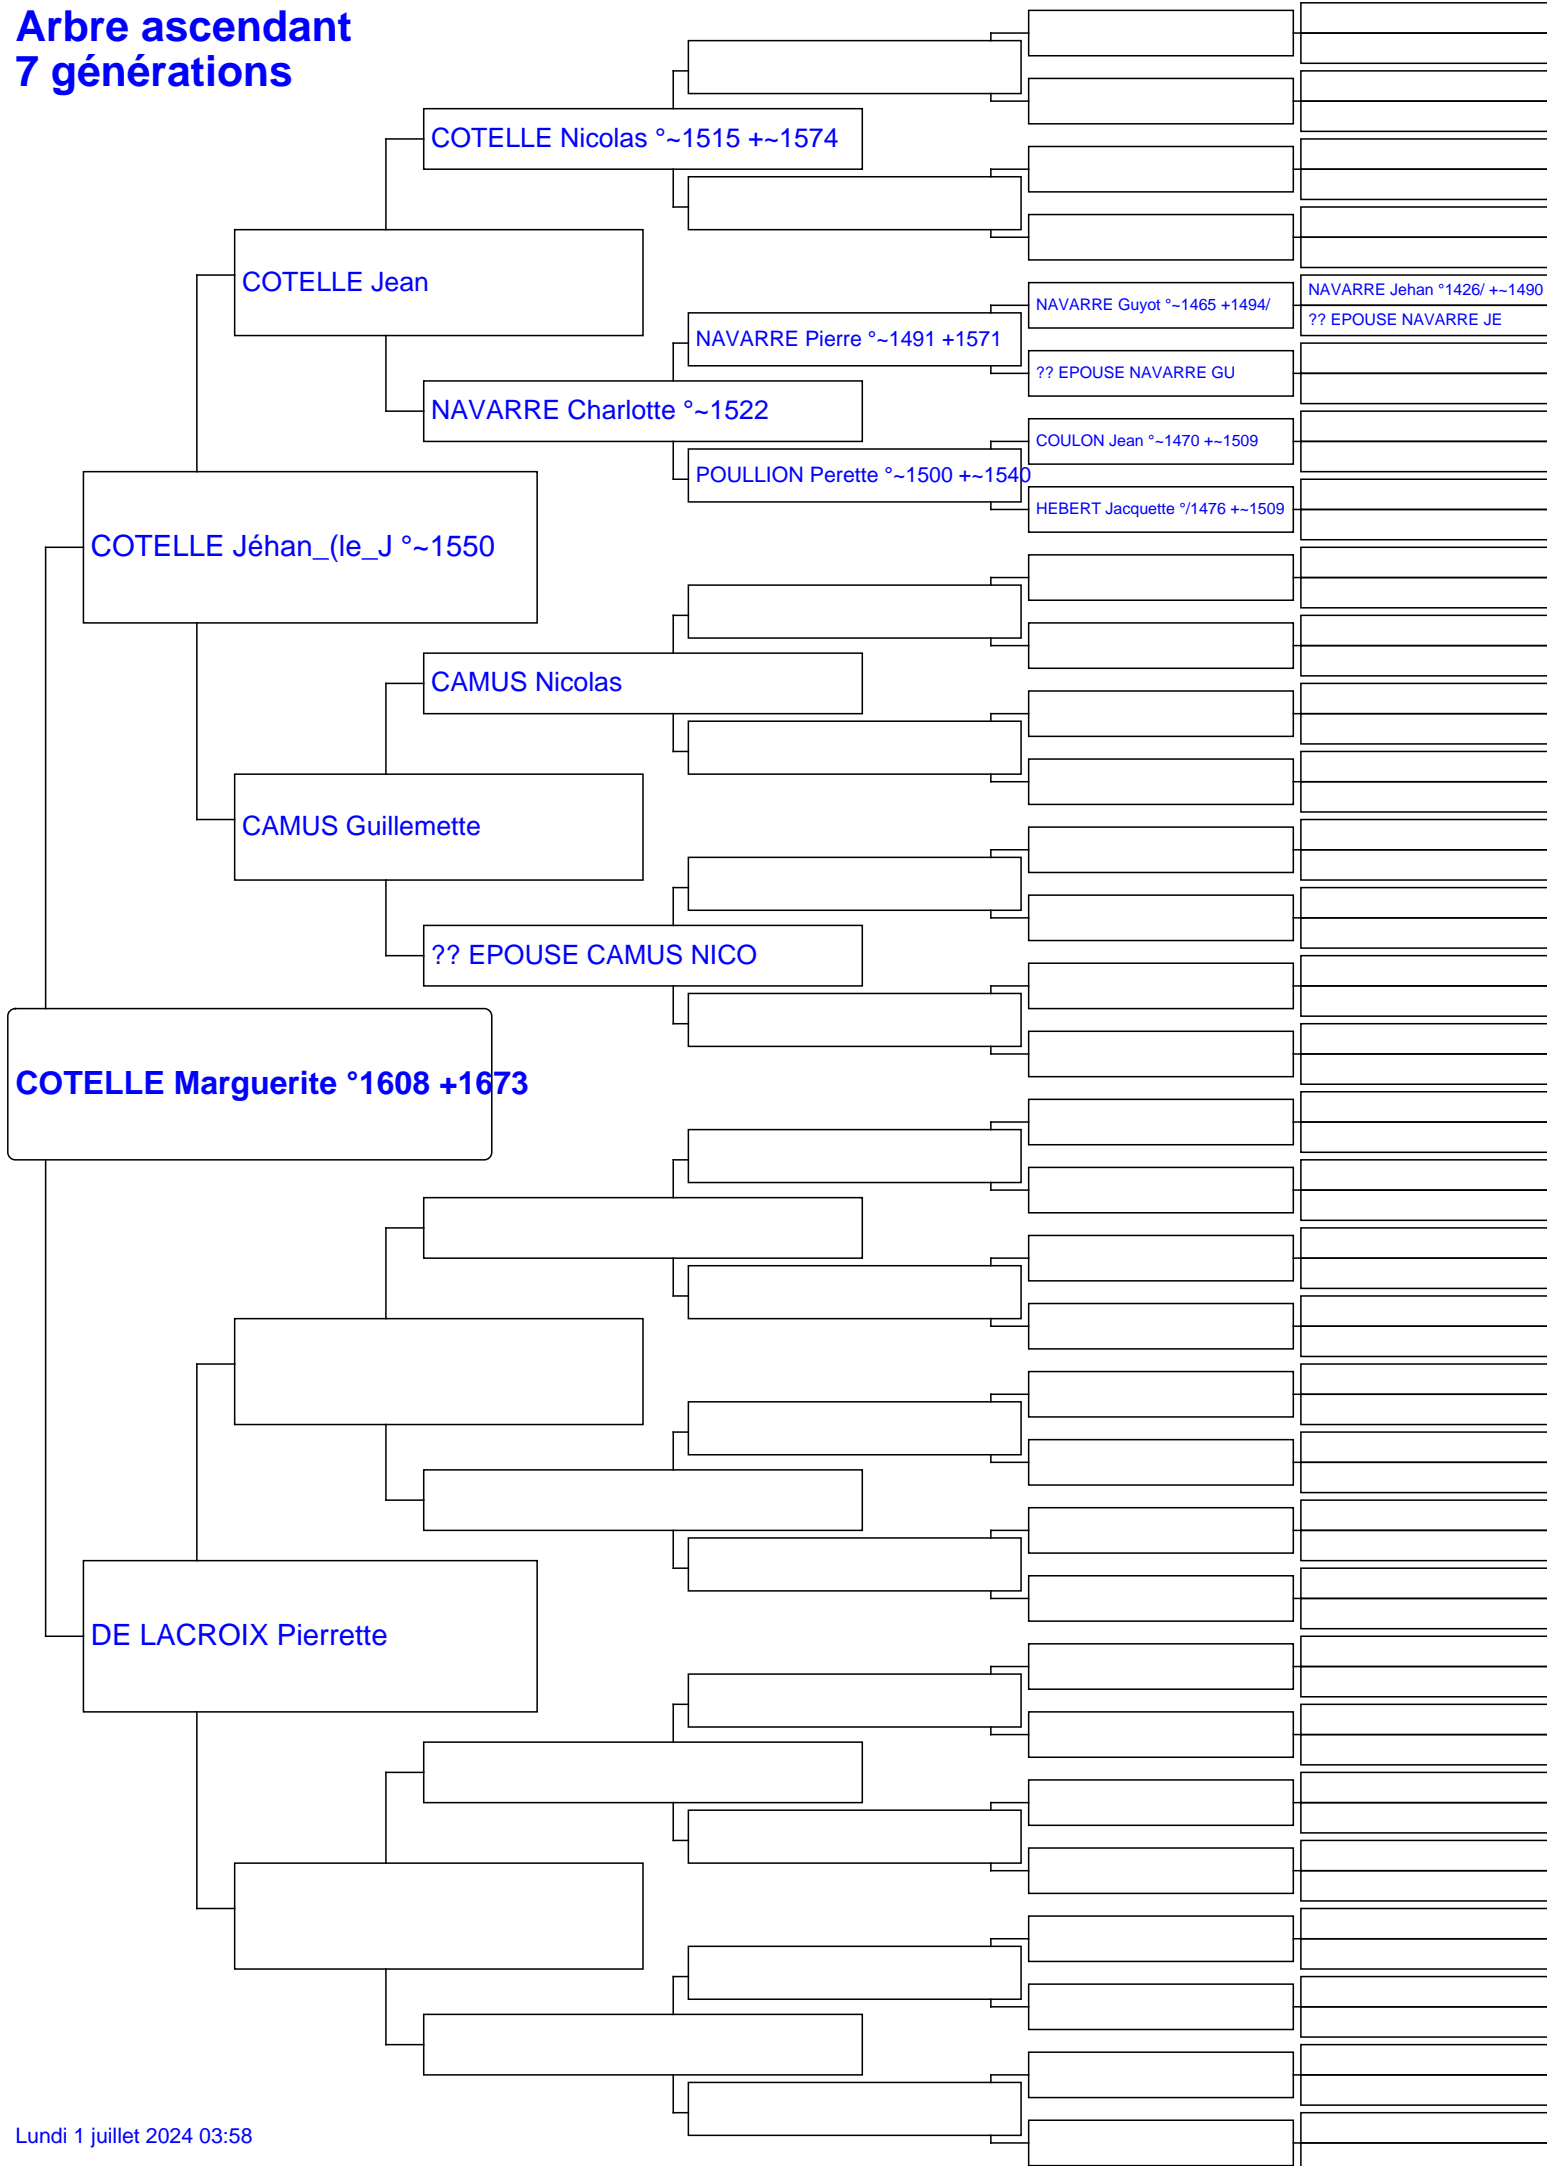 Arbre ascendant
7 générations
COTELLE Nicolas °~1515 +~1574
COTELLE Jean
NAVARRE Jehan °1426/ +~1490
NAVARRE Guyot °~1465 +1494/
?? EPOUSE NAVARRE JE
NAVARRE Pierre °~1491 +1571
?? EPOUSE NAVARRE GU
NAVARRE Charlotte °~1522
COULON Jean °~1470 +~1509
POULLION Perette °~1500 +~1540
HEBERT Jacquette °/1476 +~1509
COTELLE Jéhan_(le_J °~1550
CAMUS Nicolas
CAMUS Guillemette
?? EPOUSE CAMUS NICO
COTELLE Marguerite °1608 +1673
DE LACROIX Pierrette
Lundi 1 juillet 2024 03:58